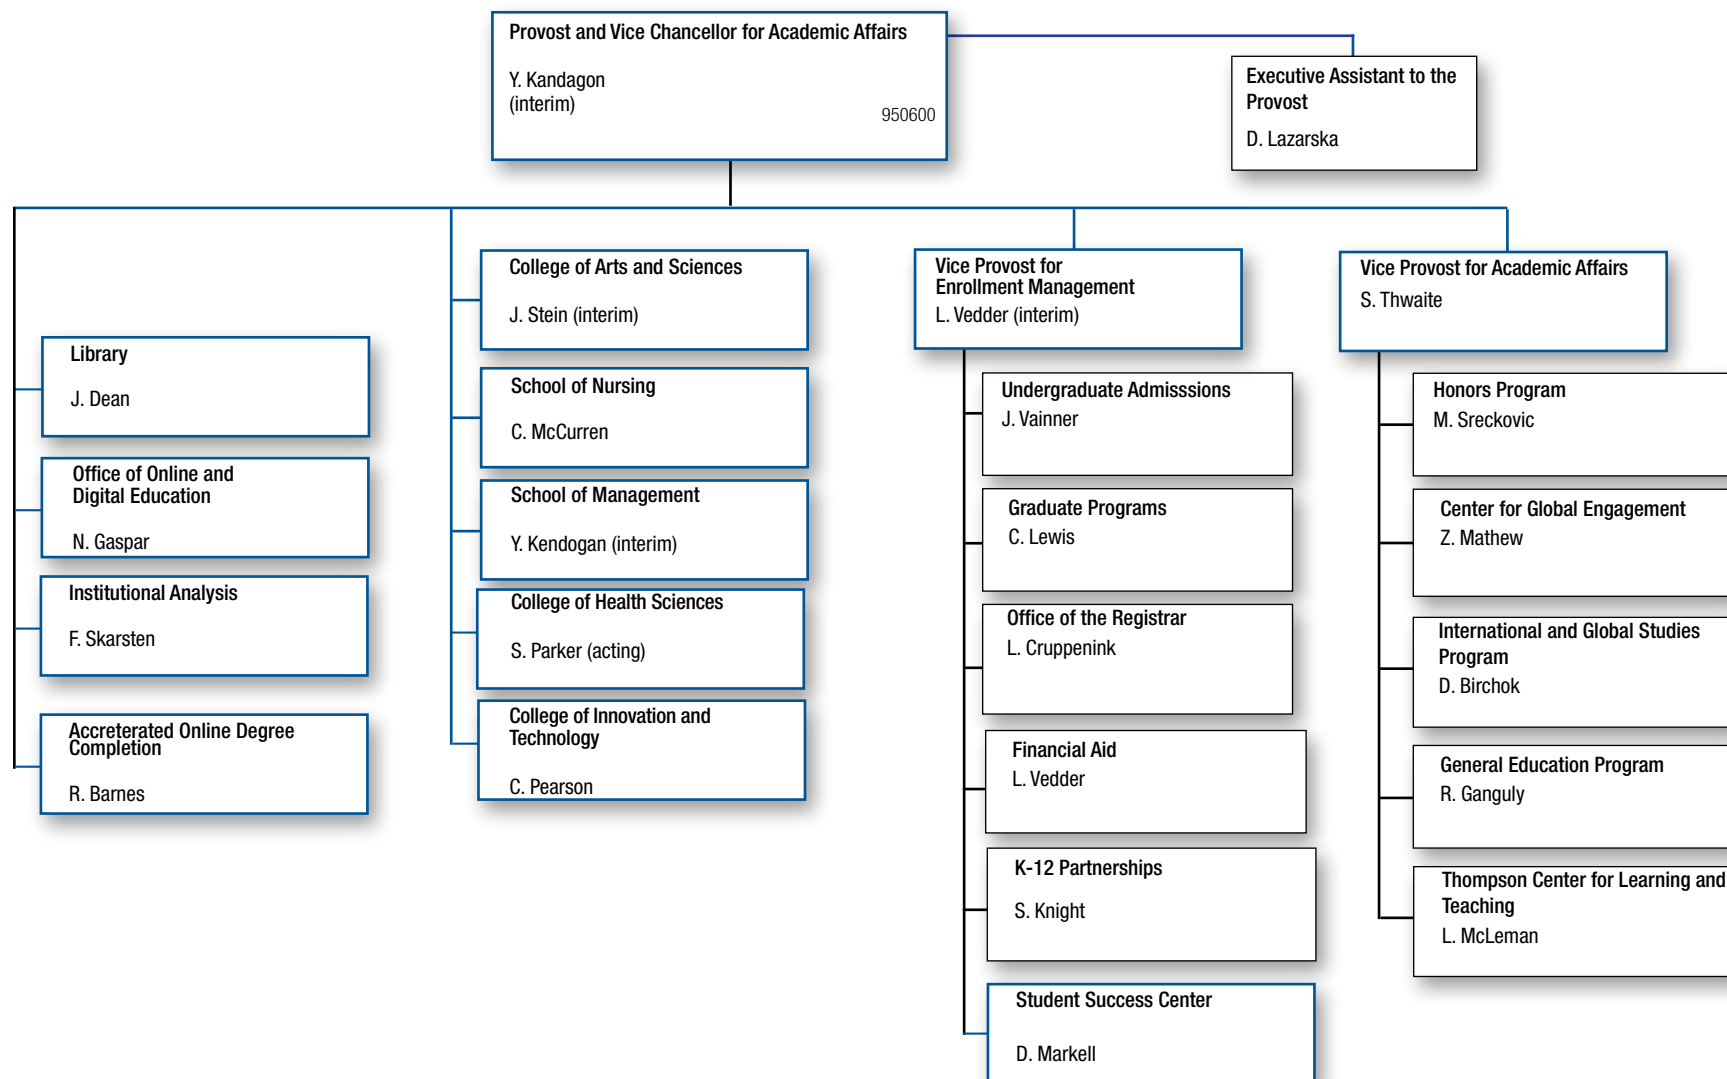 Provost and Vice Chancellor for Academic Affairs
Y. Kandagon
(interim)
950600
Executive Assistant to the
Provost
D. Lazarska
Library
J. Dean
Office of Online and
Digital Education
N. Gaspar
Institutional Analysis
F. Skarsten
Accreterated Online Degree
Completion
R. Barnes
College of Arts and Sciences
J. Stein (interim)
School of Nursing
C. McCurren
School of Management
Y. Kendogan (interim)
College of Health Sciences
S. Parker (acting)
College of Innovation and
Technology
C. Pearson
Vice Provost for
Enrollment Management
L. Vedder (interim)
Undergraduate Admisssions
J. Vainner
Graduate Programs
C. Lewis
Office of the Registrar
L. Cruppenink
Financial Aid
L. Vedder
K-12 Partnerships
S. Knight
Student Success Center
D. Markell
Vice Provost for Academic Affairs
S. Thwaite
Honors Program
M. Sreckovic
Center for Global Engagement
Z. Mathew
International and Global Studies
Program
D. Birchok
General Education Program
R. Ganguly
Thompson Center for Learning and
Teaching
L. McLeman